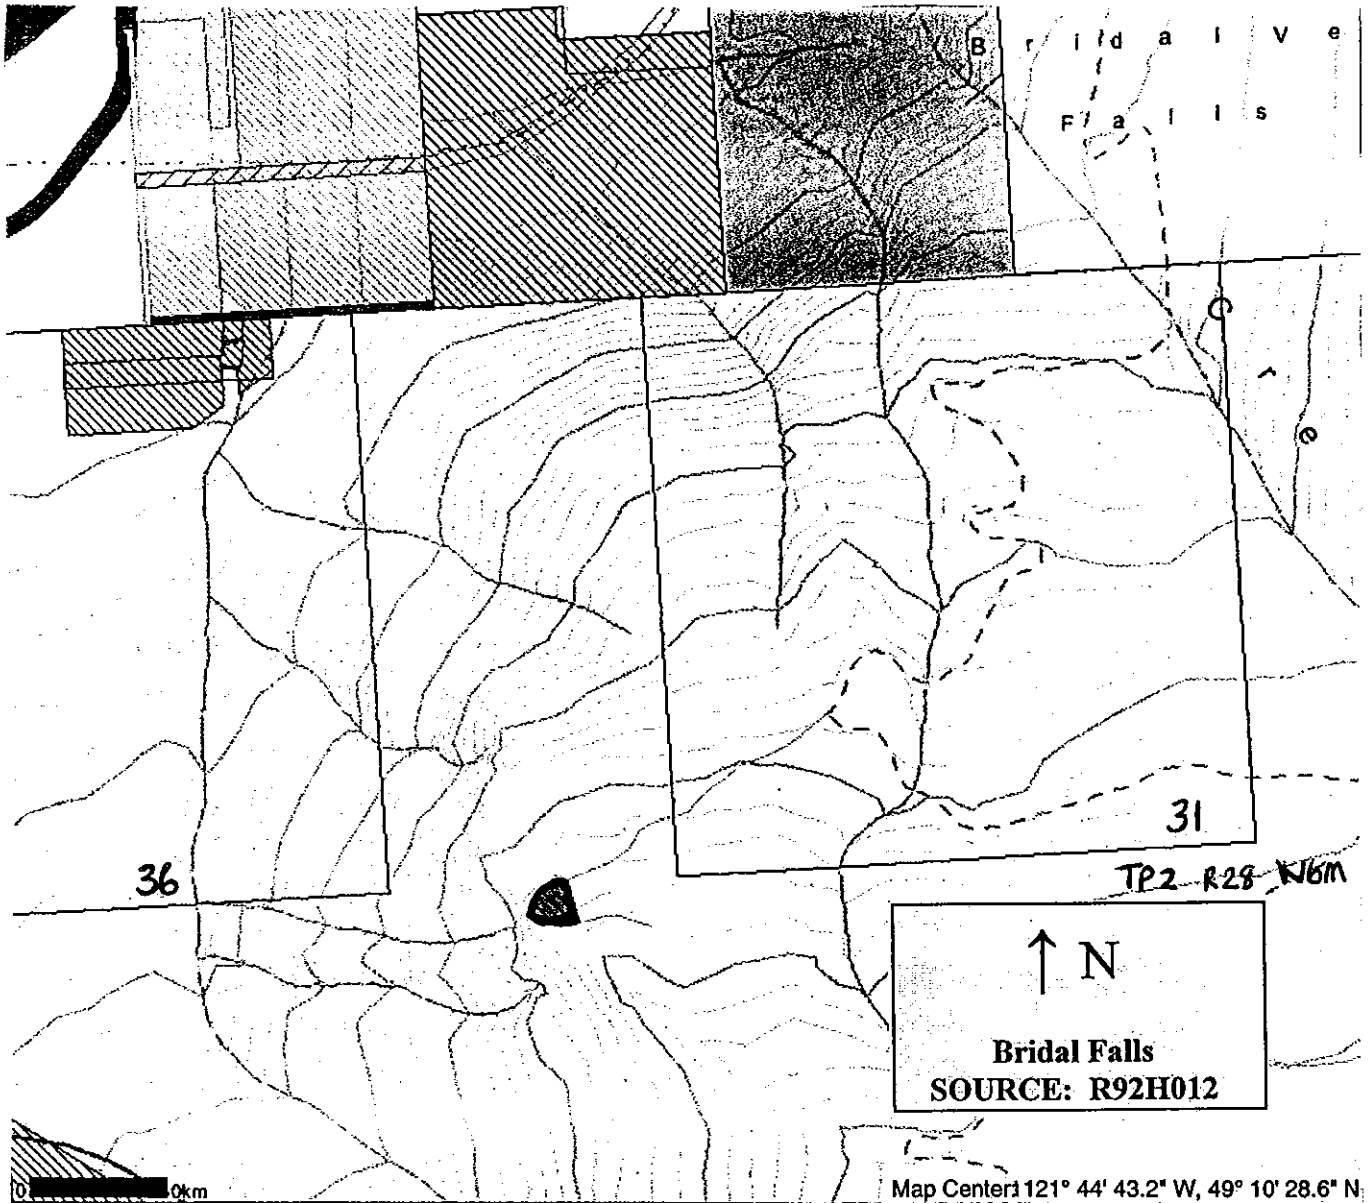 B r i d a l V e
F a l l s
C r e
36
31
TP2 R28 W6M
↑ N
Bridal Falls
SOURCE: R92H012
0 0km
Map Center: 121° 44' 43.2" W, 49° 10' 28.6" N